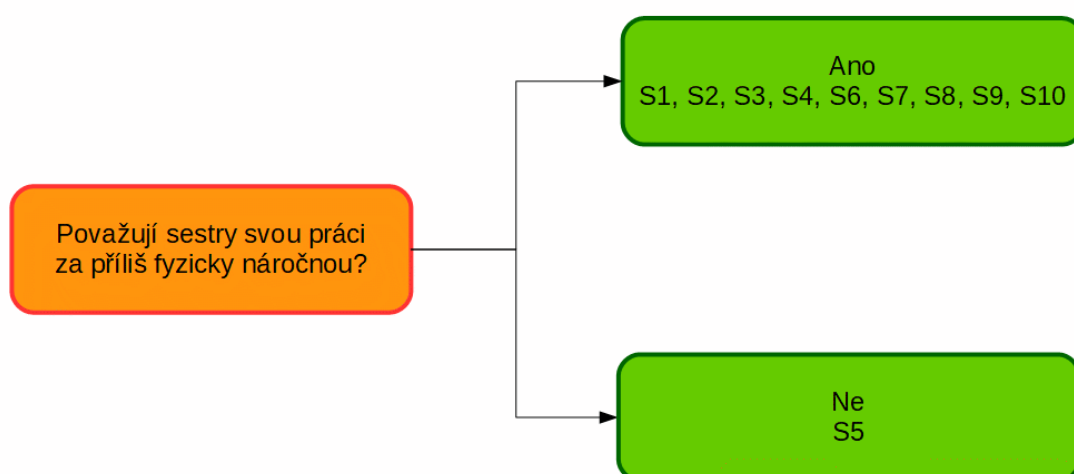 Považují sestry svou práci
za příliš fyzicky náročnou?
Ano
S1, S2, S3, S4, S6, S7, S8, S9, S10
Ne
S5